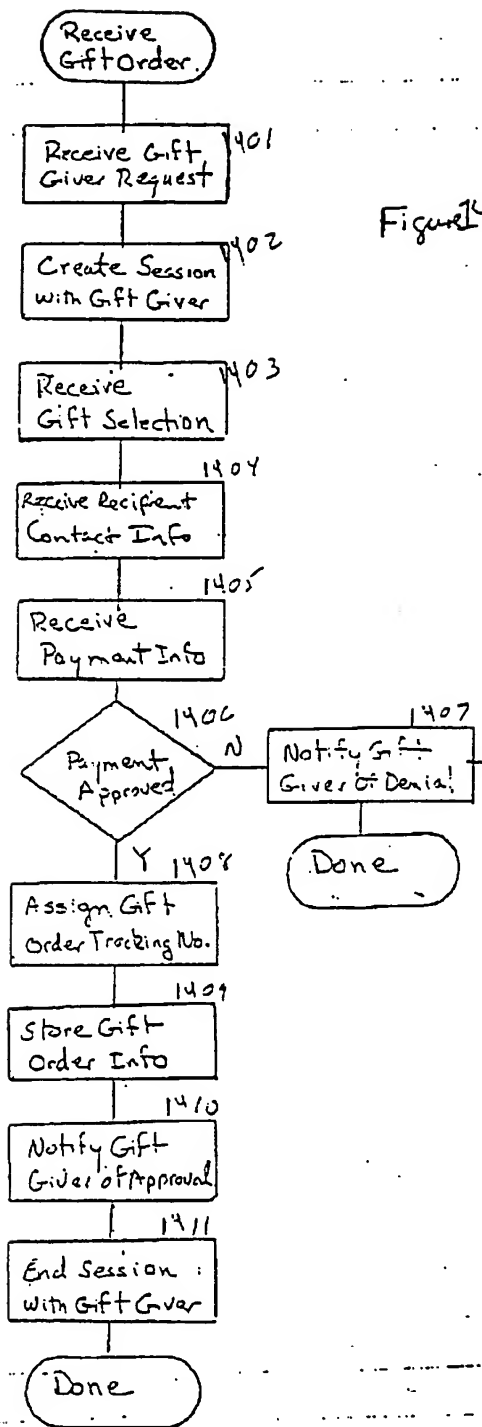 Receive
Gift Order.
1401
Receive Gift
Giver Request
Figure 14
1402
Create Session
with Gift Giver
1403
Receive
Gift Selection
1404
Receive Recipient
Contact Info
1405
Receive
Payment Info
1406
Payment
Approved
N
1407
Notify Gift
Giver of Denial
Done
Y
1408
Assign Gift
Order Tracking No.
1409
Store Gift
Order Info
1410
Notify Gift
Giver of Approval
1411
End Session
with Gift Giver
Done